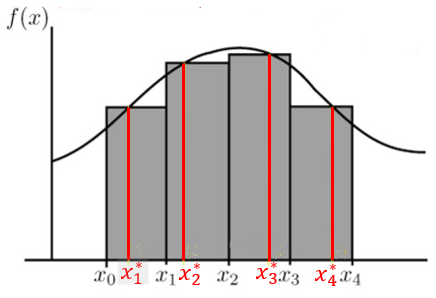 f(x)
x₀ x₁* x₁ x₂* x₂ x₃* x₃ x₄* x₄